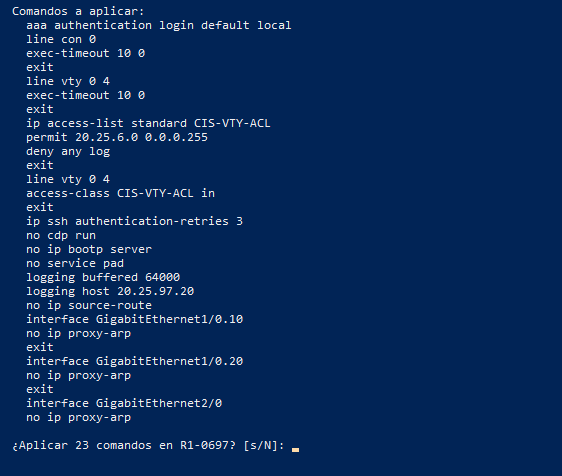 Comandos a aplicar:
aaa authentication login default local
line con 0
exec-timeout 10 0
exit
line vty 0 4
exec-timeout 10 0
exit
ip access-list standard CIS-VTY-ACL
permit 20.25.6.0 0.0.0.255
deny any log
exit
line vty 0 4
access-class CIS-VTY-ACL in
exit
ip ssh authentication-retries 3
no cdp run
no ip bootp server
no service pad
logging buffered 64000
logging host 20.25.97.20
no ip source-route
interface GigabitEthernet1/0.10
no ip proxy-arp
exit
interface GigabitEthernet1/0.20
no ip proxy-arp
exit
interface GigabitEthernet2/0
no ip proxy-arp
¿Aplicar 23 comandos en R1-0697? [s/N]: